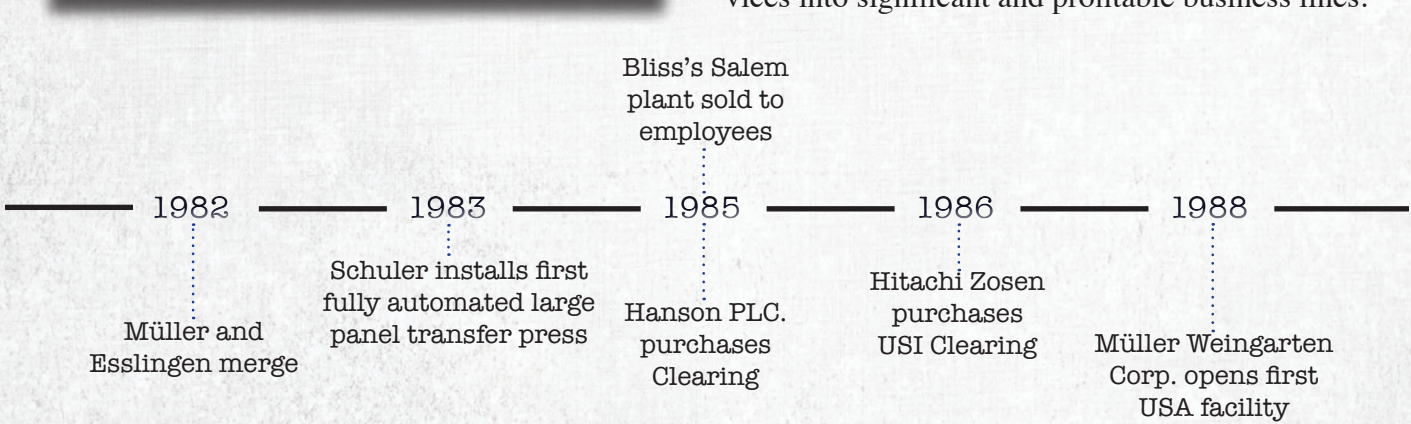 vices into significant and profitable business lines.
Bliss's Salem
plant sold to
employees
1982
1983
1985
1986
1988
Müller and
Esslingen merge
Schuler installs first
fully automated large
panel transfer press
Hanson PLC.
purchases
Clearing
Hitachi Zosen
purchases
USI Clearing
Müller Weingarten
Corp. opens first
USA facility